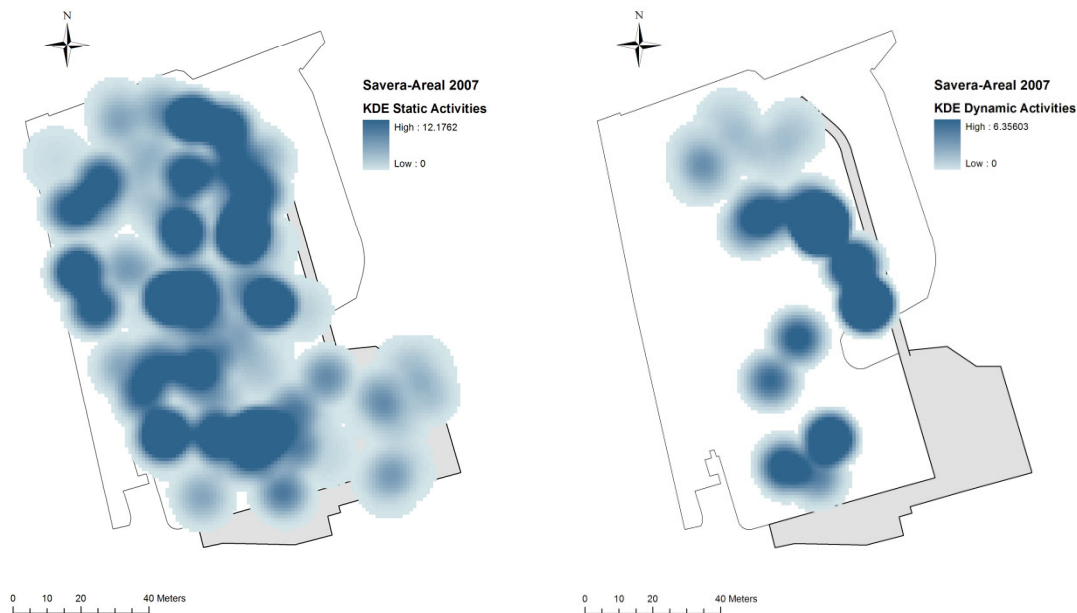 N
Savera-Areal 2007
KDE Static Activities
High : 12.1762
Low : 0
0 10 20 40 Meters
N
Savera-Areal 2007
KDE Dynamic Activities
High : 6.35603
Low : 0
0 10 20 40 Meters